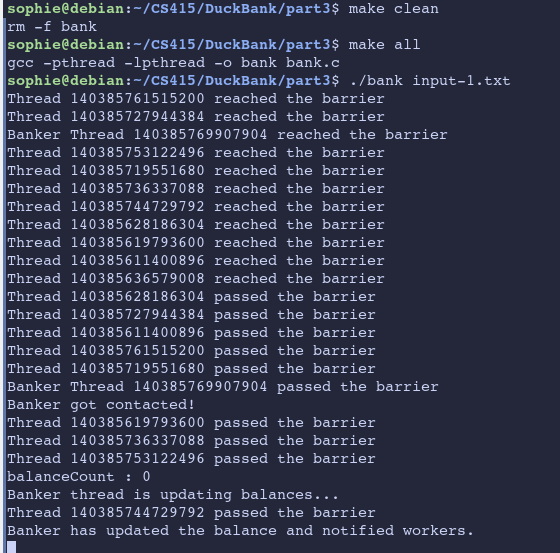 sophie@debian:~/CS415/DuckBank/part3$ make clean
rm -f bank
sophie@debian:~/CS415/DuckBank/part3$ make all
gcc -pthread -lpthread -o bank bank.c
sophie@debian:~/CS415/DuckBank/part3$ ./bank input-1.txt
Thread 140385761515200 reached the barrier
Thread 140385727944384 reached the barrier
Banker Thread 140385769907904 reached the barrier
Thread 140385753122496 reached the barrier
Thread 140385719551680 reached the barrier
Thread 140385736337088 reached the barrier
Thread 140385744729792 reached the barrier
Thread 140385628186304 reached the barrier
Thread 140385619793600 reached the barrier
Thread 140385611400896 reached the barrier
Thread 140385636579008 reached the barrier
Thread 140385628186304 passed the barrier
Thread 140385727944384 passed the barrier
Thread 140385611400896 passed the barrier
Thread 140385761515200 passed the barrier
Thread 140385719551680 passed the barrier
Banker Thread 140385769907904 passed the barrier
Banker got contacted!
Thread 140385619793600 passed the barrier
Thread 140385736337088 passed the barrier
Thread 140385753122496 passed the barrier
balanceCount : 0
Banker thread is updating balances...
Thread 140385744729792 passed the barrier
Banker has updated the balance and notified workers.